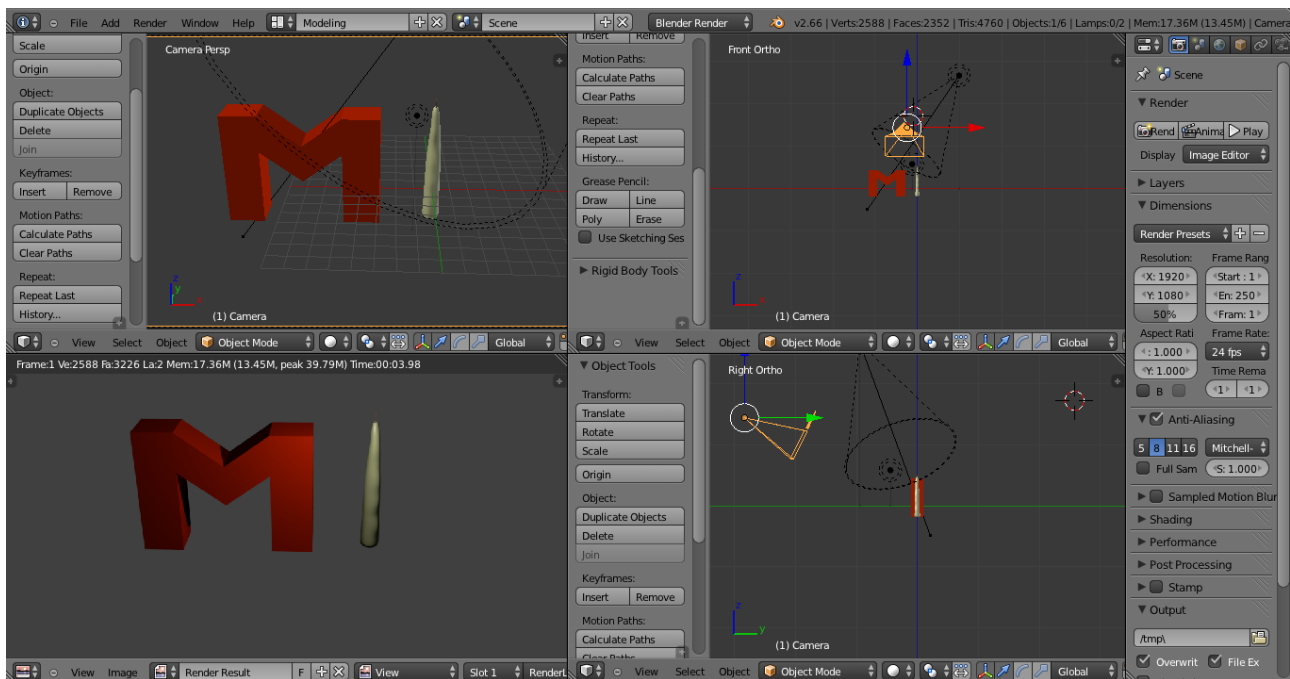 File Add Render Window Help Modeling Scene Blender Render v2.66 | Verts:2588 | Faces:2352 | Tris:4760 | Objects:1/6 | Lamps:0/2 | Mem:17.36M (13.45M) | Camera
Scale
Origin
Object:
Duplicate Objects
Delete
Join
Keyframes:
Insert Remove
Motion Paths:
Calculate Paths
Clear Paths
Repeat:
Repeat Last
History...
Camera Persp
M
z
y
x
(1) Camera
View Select Object Object Mode Global
Insert Remove
Motion Paths:
Calculate Paths
Clear Paths
Repeat:
Repeat Last
History...
Grease Pencil:
Draw Line
Poly Erase
Use Sketching Ses
Rigid Body Tools
Front Ortho
M
z
x
(1) Camera
View Select Object Object Mode Global
Frame:1 Ve:2588 Fa:3226 La:2 Mem:17.36M (13.45M, peak 39.79M) Time:00:03.98
M
View Image Render Result F View Slot 1 RenderL
Object Tools
Transform:
Translate
Rotate
Scale
Origin
Object:
Duplicate Objects
Delete
Join
Keyframes:
Insert Remove
Motion Paths:
Calculate Paths
Clear Paths
Right Ortho
z
y
(1) Camera
View Select Object Object Mode Global
Scene
Render
Rend Anima Play
Display Image Editor
Layers
Dimensions
Render Presets
Resolution: Frame Rang
X: 1920 Start : 1
Y: 1080 En: 250
50% Fram: 1
Aspect Rati Frame Rate:
: 1.000 24 fps
Y: 1.000 Time Rema
B 1 1
Anti-Aliasing
5 8 11 16 Mitchell-
Full Sam S: 1.000
Sampled Motion Blur
Shading
Performance
Post Processing
Stamp
Output
/tmp\
Overwrit File Ex